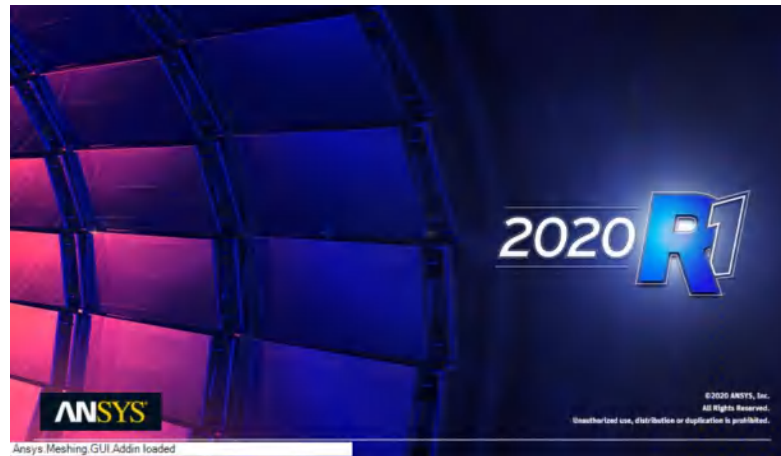 2020 R1
ANSYS®
©2020 ANSYS, Inc.
All Rights Reserved.
Unauthorized use, distribution or duplication is prohibited.
Ansys.Meshing.GUI.Addin loaded